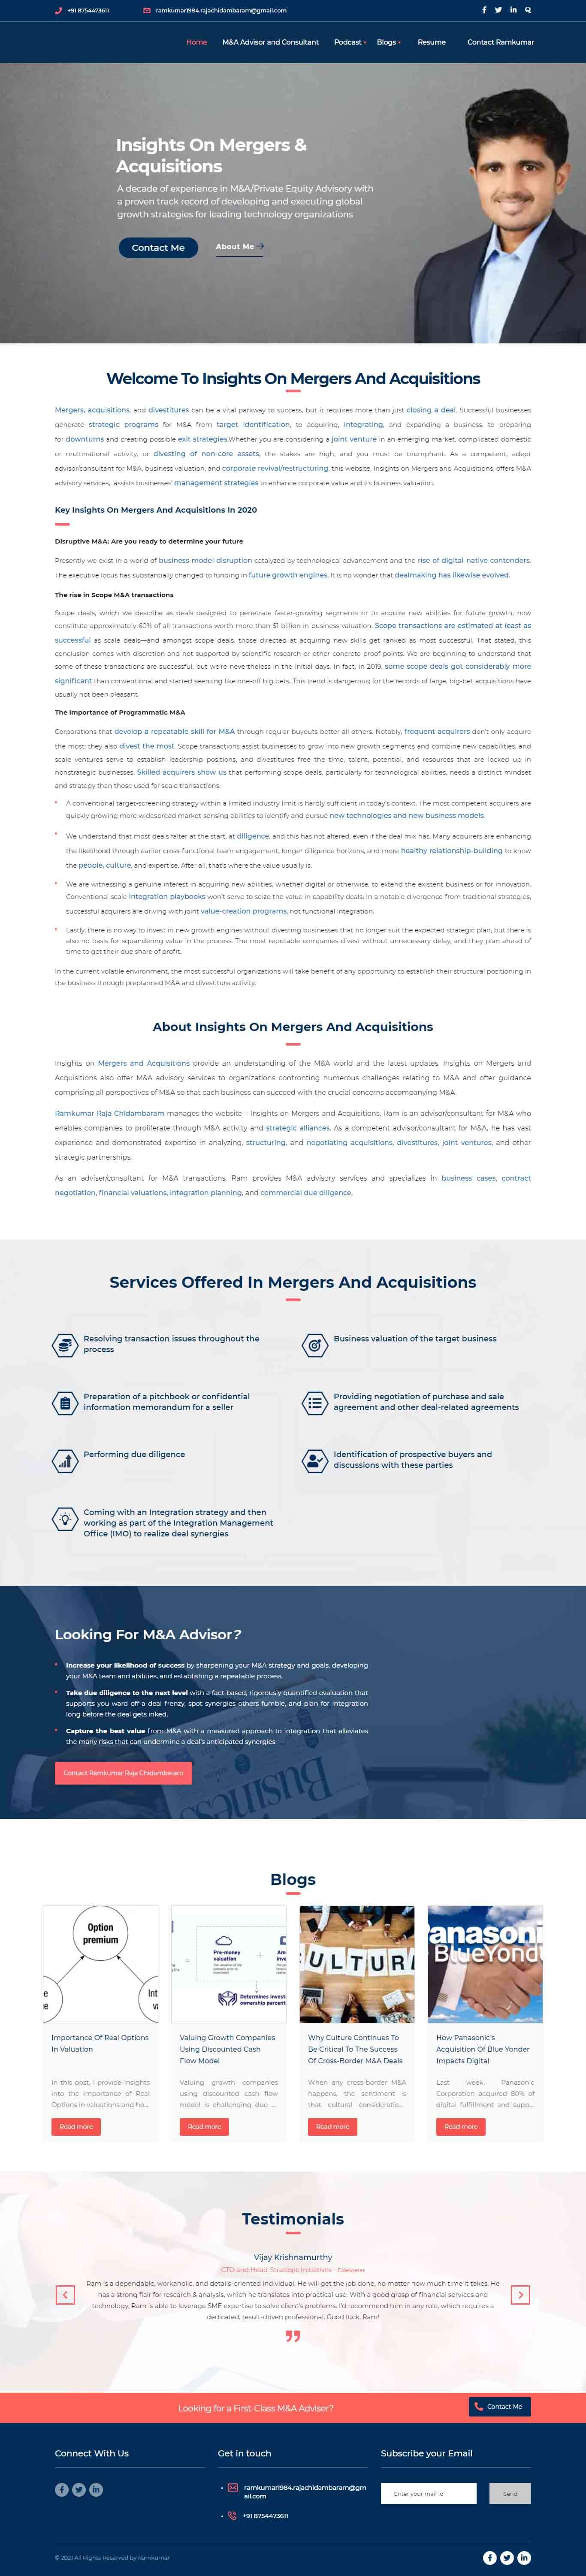 +91 8754473611 ramkumar1984.rajachidambaram@gmail.com
Home M&A Advisor and Consultant Podcast Blogs Resume Contact Ramkumar
Insights On Mergers &
Acquisitions
A decade of experience in M&A/Private Equity Advisory with
a proven track record of developing and executing global
growth strategies for leading technology organizations
Contact Me About Me
Welcome To Insights On Mergers And Acquisitions
Mergers, acquisitions, and divestitures can be a vital parkway to success, but it requires more than just closing a deal. Successful businesses
generate strategic programs for M&A from target identification, to acquiring, integrating, and expanding a business, to preparing
for downturns and creating possible exit strategies.Whether you are considering a joint venture in an emerging market, complicated domestic
or multinational activity, or divesting of non-core assets, the stakes are high, and you must be triumphant. As a competent, adept
advisor/consultant for M&A, business valuation, and corporate revival/restructuring, this website, Insights on Mergers and Acquisitions, offers M&A
advisory services, assists businesses' management strategies to enhance corporate value and its business valuation.
Key Insights On Mergers And Acquisitions In 2020
Disruptive M&A: Are you ready to determine your future
Presently we exist in a world of business model disruption catalyzed by technological advancement and the rise of digital-native contenders.
The executive locus has substantially changed to funding in future growth engines. It is no wonder that dealmaking has likewise evolved.
The rise in Scope M&A transactions
Scope deals, which we describe as deals designed to penetrate faster-growing segments or to acquire new abilities for future growth, now
constitute approximately 60% of all transactions worth more than $1 billion in business valuation. Scope transactions are estimated at least as
successful as scale deals—and amongst scope deals, those directed at acquiring new skills get ranked as most successful. That stated, this
conclusion comes with discretion and not supported by scientific research or other concrete proof points. We are beginning to understand that
some of these transactions are successful, but we're nevertheless in the initial days. In fact, in 2019, some scope deals got considerably more
significant than conventional and started seeming like one-off big bets. This trend is dangerous; for the records of large, big-bet acquisitions have
usually not been pleasant.
The importance of Programmatic M&A
Corporations that develop a repeatable skill for M&A through regular buyouts better all others. Notably, frequent acquirers don't only acquire
the most; they also divest the most. Scope transactions assist businesses to grow into new growth segments and combine new capabilities, and
scale ventures serve to establish leadership positions, and divestitures free the time, talent, potential, and resources that are locked up in
nonstrategic businesses. Skilled acquirers show us that performing scope deals, particularly for technological abilities, needs a distinct mindset
and strategy than those used for scale transactions.
A conventional target-screening strategy within a limited industry limit is hardly sufficient in today's context. The most competent acquirers are
quickly growing more widespread market-sensing abilities to identify and pursue new technologies and new business models.
We understand that most deals falter at the start, at diligence, and this has not altered, even if the deal mix has. Many acquirers are enhancing
the likelihood through earlier cross-functional team engagement, longer diligence horizons, and more healthy relationship-building to know
the people, culture, and expertise. After all, that's where the value usually is.
We are witnessing a genuine interest in acquiring new abilities, whether digital or otherwise, to extend the existent business or for innovation.
Conventional scale integration playbooks won't serve to seize the value in capability deals. In a notable divergence from traditional strategies,
successful acquirers are driving with joint value-creation programs, not functional integration.
Lastly, there is no way to invest in new growth engines without divesting businesses that no longer suit the expected strategic plan, but there is
also no basis for squandering value in the process. The most reputable companies divest without unnecessary delay, and they plan ahead of
time to get their due share of profit.
In the current volatile environment, the most successful organizations will take benefit of any opportunity to establish their structural positioning in
the business through preplanned M&A and divestiture activity.
About Insights On Mergers And Acquisitions
Insights on Mergers and Acquisitions provide an understanding of the M&A world and the latest updates. Insights on Mergers and
Acquisitions also offer M&A advisory services to organizations confronting numerous challenges relating to M&A and offer guidance
comprising all perspectives of M&A so that each business can succeed with the crucial concerns accompanying M&A.
Ramkumar Raja Chidambaram manages the website – Insights on Mergers and Acquisitions. Ram is an advisor/consultant for M&A who
enables companies to proliferate through M&A activity and strategic alliances. As a competent advisor/consultant for M&A, he has vast
experience and demonstrated expertise in analyzing, structuring, and negotiating acquisitions, divestitures, joint ventures, and other
strategic partnerships.
As an adviser/consultant for M&A transactions, Ram provides M&A advisory services and specializes in business cases, contract
negotiation, financial valuations, integration planning, and commercial due diligence.
Services Offered In Mergers And Acquisitions
Resolving transaction issues throughout the
process
Business valuation of the target business
Preparation of a pitchbook or confidential
information memorandum for a seller
Providing negotiation of purchase and sale
agreement and other deal-related agreements
Performing due diligence
Identification of prospective buyers and
discussions with these parties
Coming with an Integration strategy and then
working as part of the Integration Management
Office (IMO) to realize deal synergies
Looking For M&A Advisor?
Increase your likelihood of success by sharpening your M&A strategy and goals, developing
your M&A team and abilities, and establishing a repeatable process.
Take due diligence to the next level with a fact-based, rigorously quantified evaluation that
supports you ward off a deal frenzy, spot synergies others fumble, and plan for integration
long before the deal gets inked.
Capture the best value from M&A with a measured approach to integration that alleviates
the many risks that can undermine a deal's anticipated synergies
Contact Ramkumar Raja Chidambaram
Business
Blogs
Option
premium
Pre-money
valuation
Determines invest
ownership percent
CULTUR
Panasoni
BlueYond
Importance Of Real Options
In Valuation
In this post, I provide insights
into the importance of Real
Options in valuations and ho...
Read more
Valuing Growth Companies
Using Discounted Cash
Flow Model
Valuing growth companies
using discounted cash flow
model is challenging due ...
Read more
Why Culture Continues To
Be Critical To The Success
Of Cross-Border M&A Deals
When any cross-border M&A
happens, the sentiment is
that cultural consideratio...
Read more
How Panasonic's
Acquisition Of Blue Yonder
Impacts Digital
Last week, Panasonic
Corporation acquired 80% of
digital fulfillment and supp...
Read more
Testimonials
Vijay Krishnamurthy
CTO and Head-Strategic Initiatives - Edelweiss
Ram is a dependable, workaholic, and details-oriented individual. He will get the job done, no matter how much time it takes. He
has a strong flair for research & analysis, which he translates into practical use. With a good grasp of financial services and
technology, Ram is able to leverage SME expertise to solve client's problems. I'd recommend him in any role, which requires a
dedicated, result-driven professional. Good luck, Ram!
Looking for a First-Class M&A Adviser?
Contact Me
Connect With Us
Get in touch
ramkumar1984.rajachidambaram@gm
ail.com
+91 8754473611
Subscribe your Email
Enter your mail Id Send
© 2021 All Rights Reserved by Ramkumar